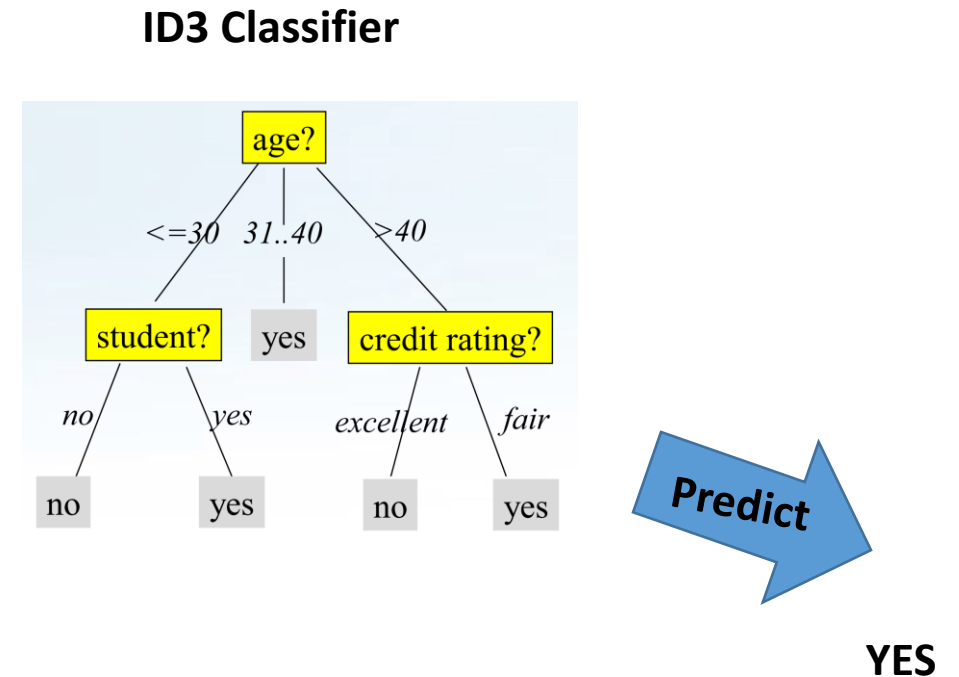 ID3 Classifier
age?
<=30 31..40 >40
student? yes credit rating?
no yes excellent fair
no yes no yes
Predict
YES